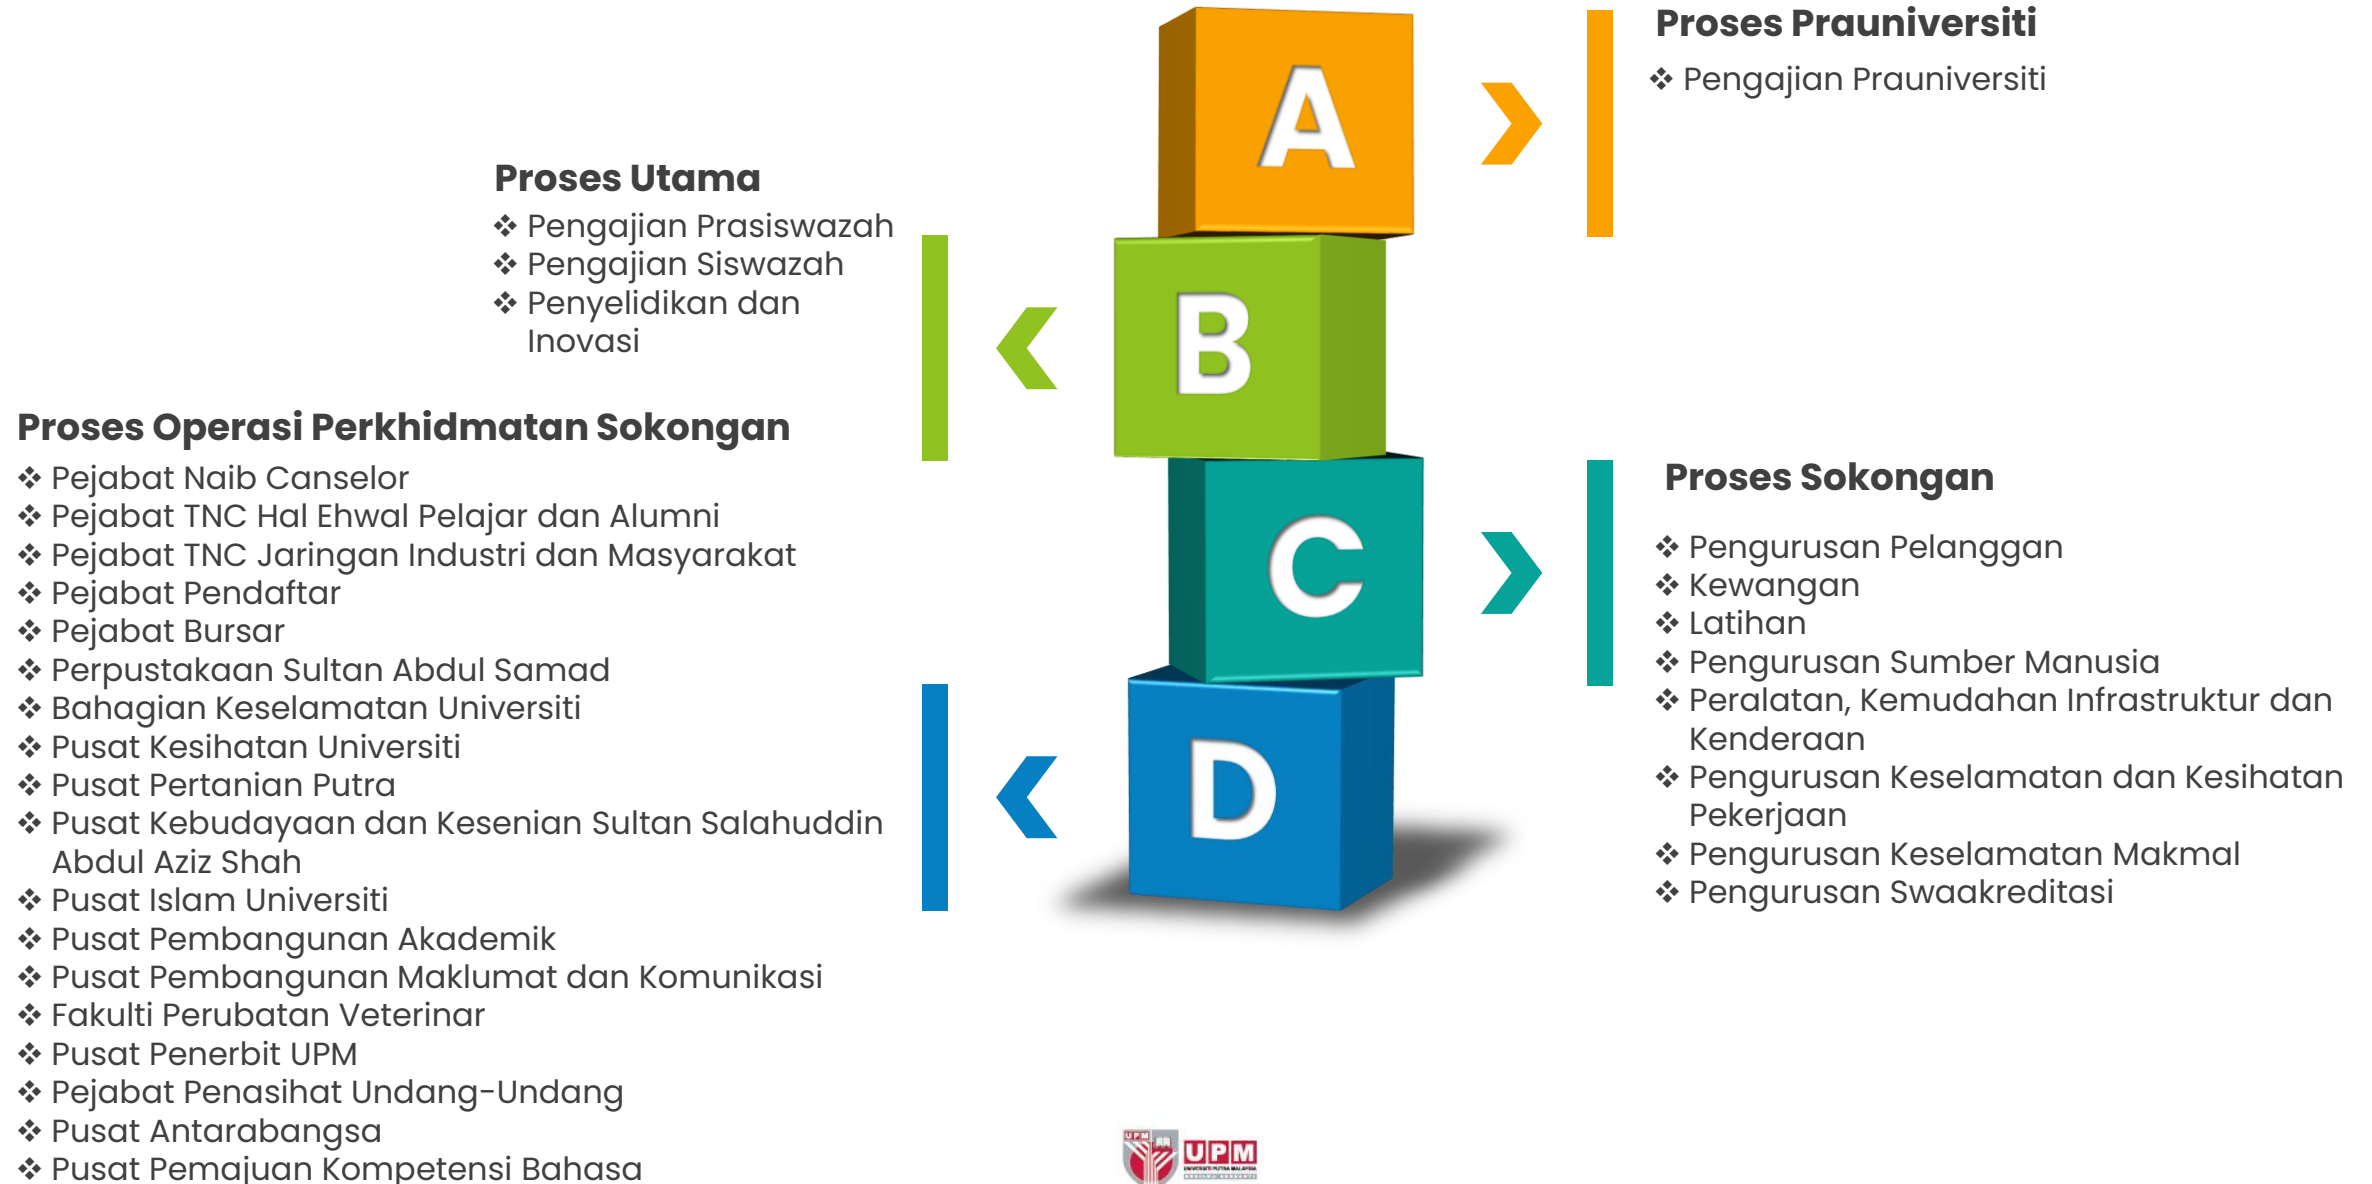 A
Proses Prauniversiti
❖ Pengajian Prauniversiti
B
Proses Utama
❖ Pengajian Prasiswazah
❖ Pengajian Siswazah
❖ Penyelidikan dan
Inovasi
C
Proses Sokongan
❖ Pengurusan Pelanggan
❖ Kewangan
❖ Latihan
❖ Pengurusan Sumber Manusia
❖ Peralatan, Kemudahan Infrastruktur dan
Kenderaan
❖ Pengurusan Keselamatan dan Kesihatan
Pekerjaan
❖ Pengurusan Keselamatan Makmal
❖ Pengurusan Swaakreditasi
D
Proses Operasi Perkhidmatan Sokongan
❖ Pejabat Naib Canselor
❖ Pejabat TNC Hal Ehwal Pelajar dan Alumni
❖ Pejabat TNC Jaringan Industri dan Masyarakat
❖ Pejabat Pendaftar
❖ Pejabat Bursar
❖ Perpustakaan Sultan Abdul Samad
❖ Bahagian Keselamatan Universiti
❖ Pusat Kesihatan Universiti
❖ Pusat Pertanian Putra
❖ Pusat Kebudayaan dan Kesenian Sultan Salahuddin
Abdul Aziz Shah
❖ Pusat Islam Universiti
❖ Pusat Pembangunan Akademik
❖ Pusat Pembangunan Maklumat dan Komunikasi
❖ Fakulti Perubatan Veterinar
❖ Pusat Penerbit UPM
❖ Pejabat Penasihat Undang-Undang
❖ Pusat Antarabangsa
❖ Pusat Pemajuan Kompetensi Bahasa
UPM
UPM
UNIVERSITI PUTRA MALAYSIA